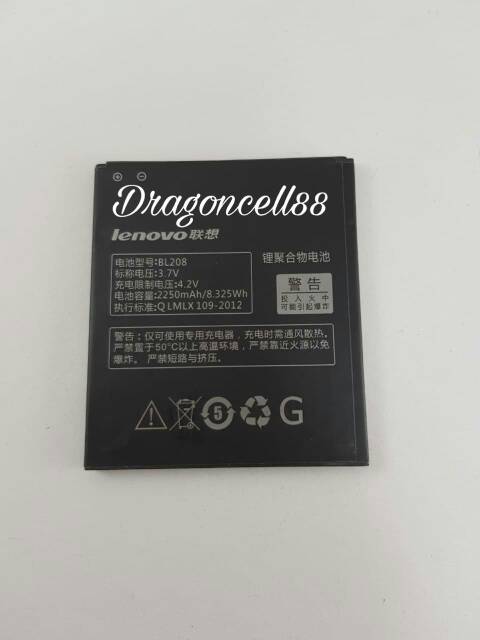 Dragoncell88
lenovo联想
电池型号:BL208
标称电压:3.7V
充电限制电压:4.2V
电池容量:2250mAh/8.325Wh
执行标准:Q LMLX 109-2012
锂聚合物电池
警告
投入火中
可能引起爆炸
警告:仅可使用专用充电器,充电时需通风散热。
严禁置于50°C以上高温环境,严禁靠近火源以免
爆炸。严禁短路与挤压。
5
G